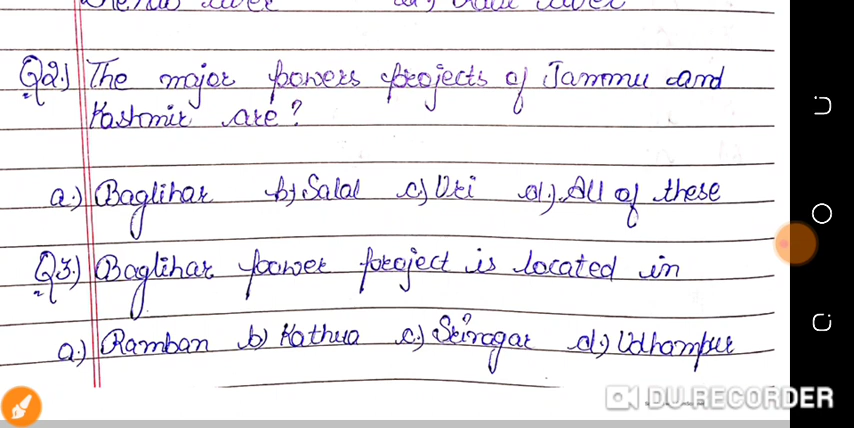 Q2.) The major powers projects of Jammu and
Kashmir are?
a.) Baglihar b) Salal c) Uri d). All of these
Q3.) Baglihar power project is located in
a.) Ramban b) Kathua c.) Srinagar d) Udhampur
DU RECORDER